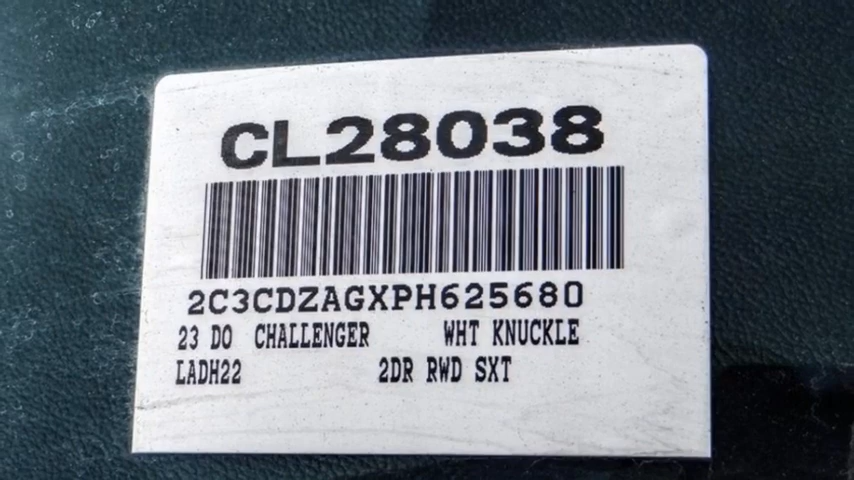 CL28038
2C3CDZAGXPH625680
23 DO CHALLENGER WHT KNUCKLE
LADH22 2DR RWD SXT